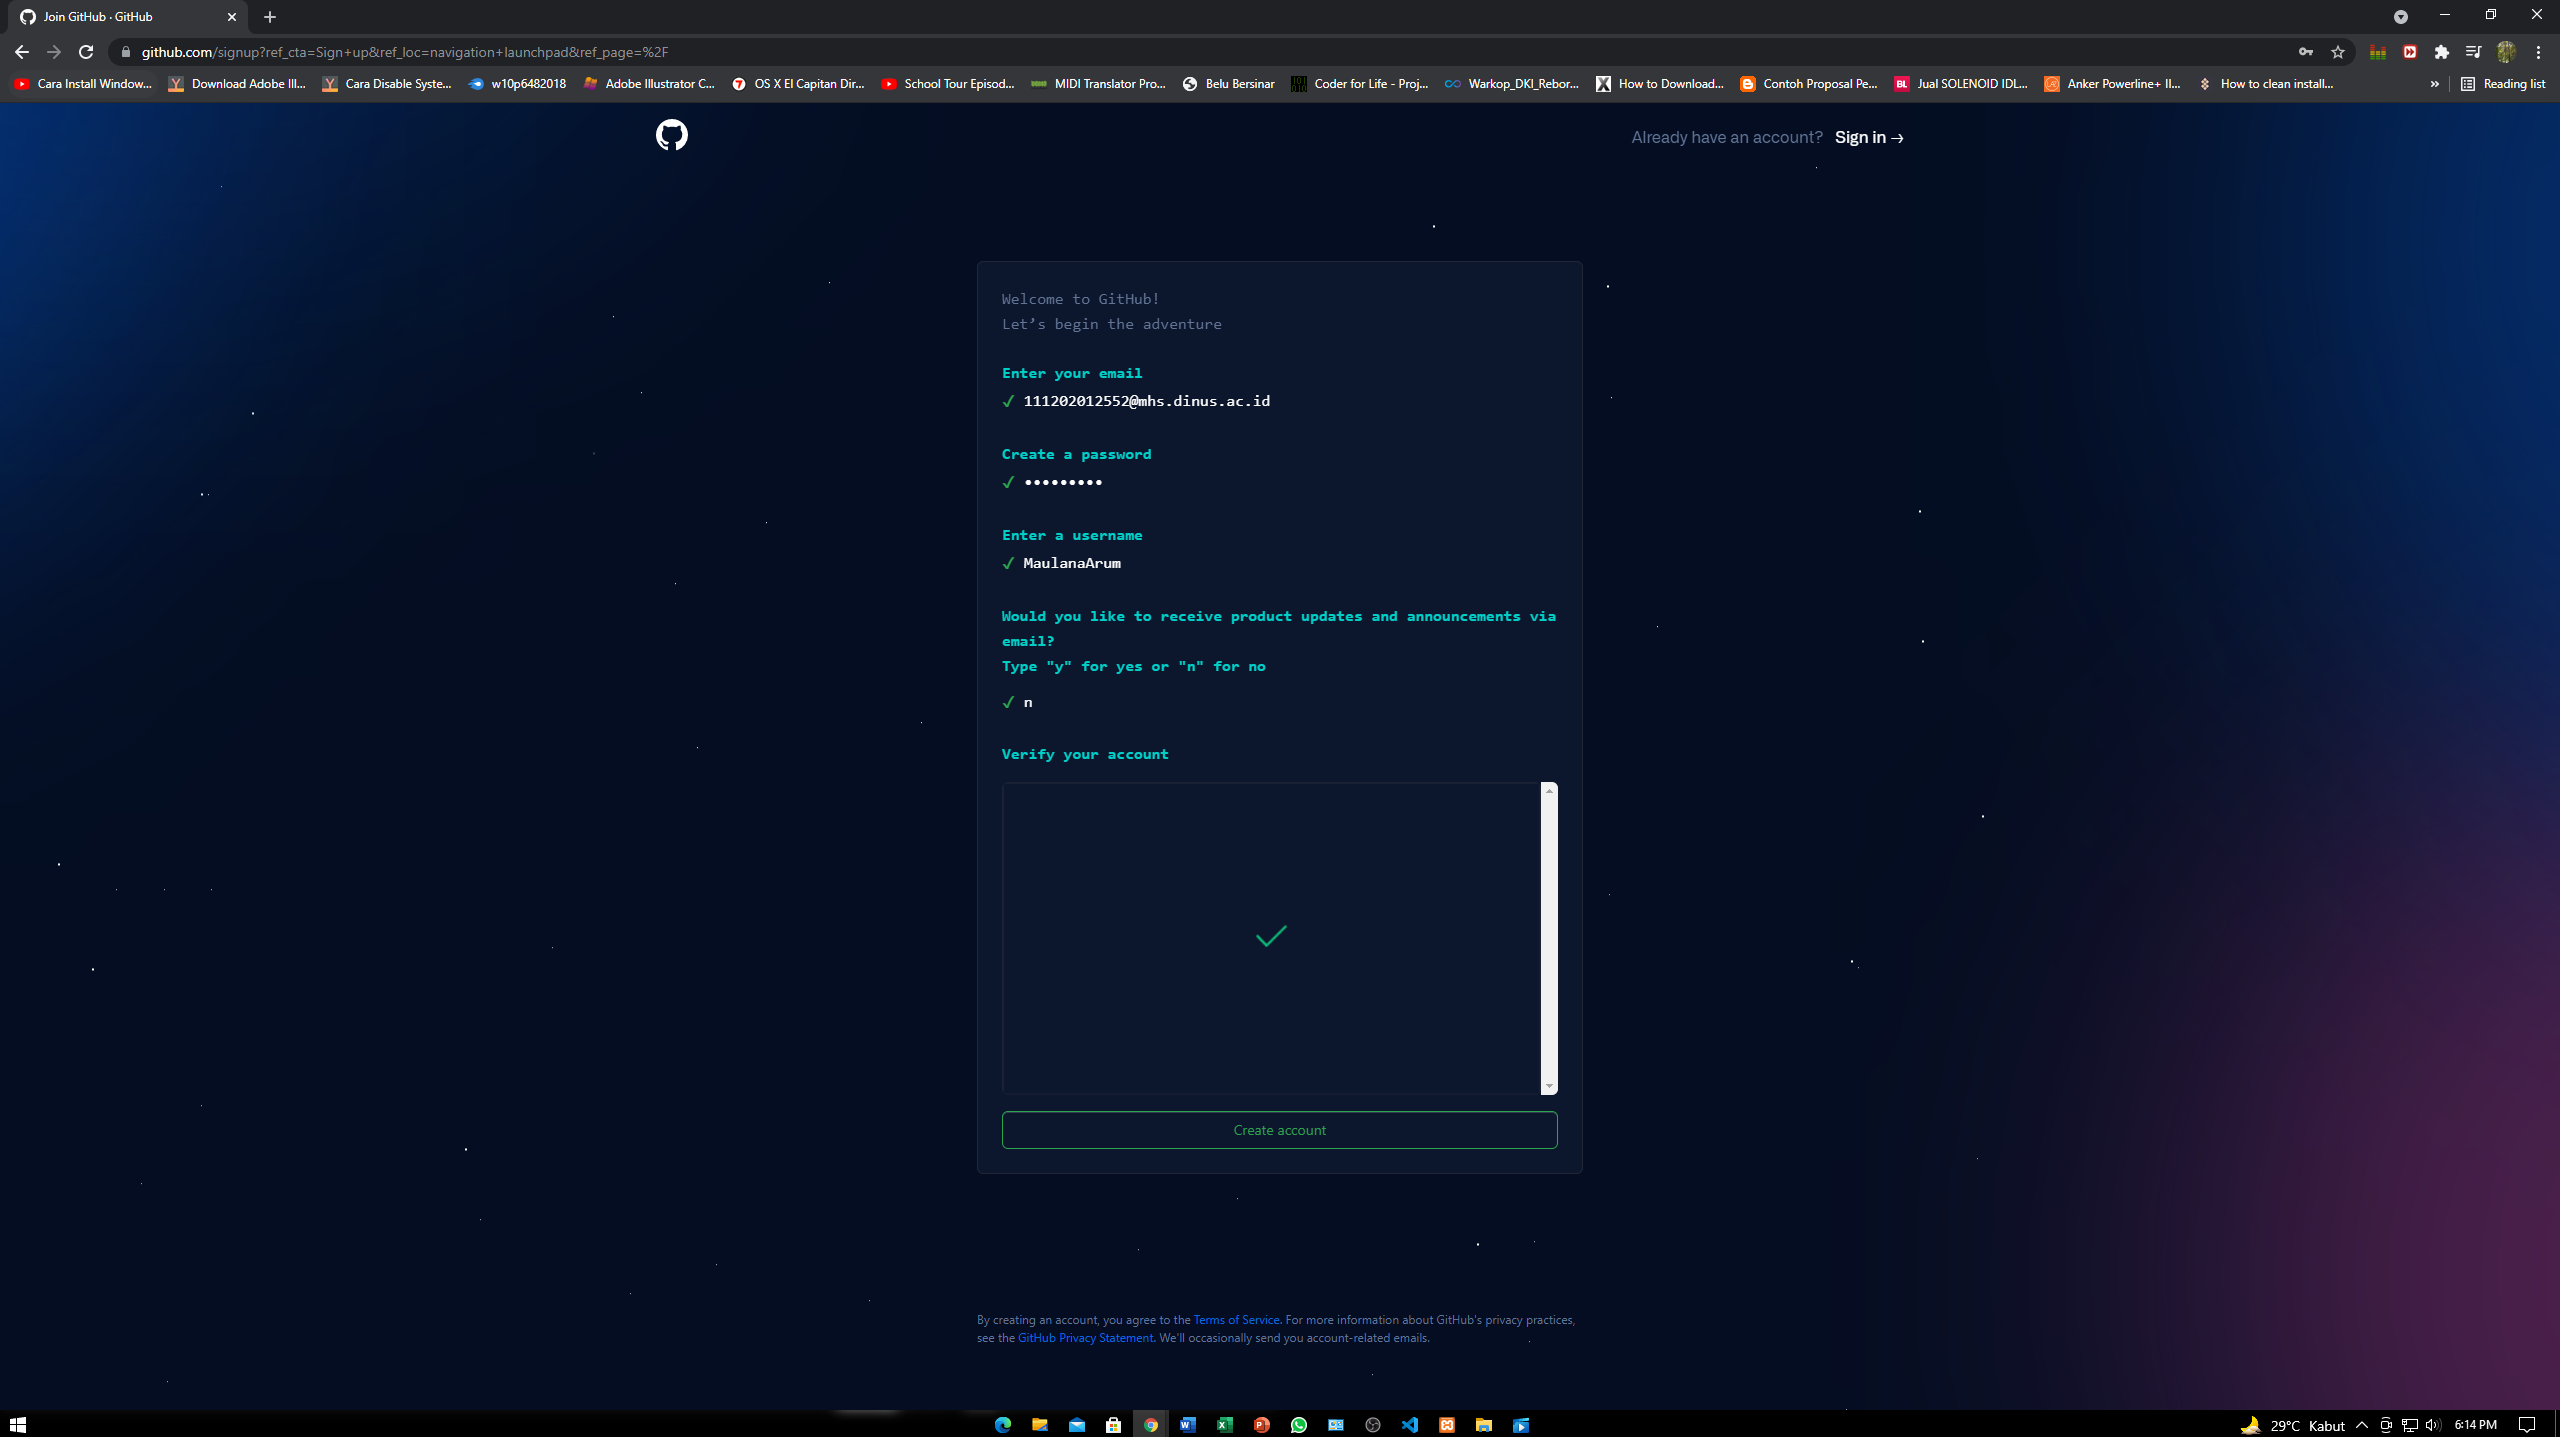 Join GitHub · GitHub
github.com/signup?ref_cta=Sign+up&ref_loc=navigation+launchpad&ref_page=%2F
Cara Install Window... Download Adobe Ill... Cara Disable Syste... w10p6482018 Adobe Illustrator C... OS X El Capitan Dir... School Tour Episod... MIDI Translator Pro... Belu Bersinar Coder for Life - Proj... Warkop_DKI_Rebor... How to Download... Contoh Proposal Pe... Jual SOLENOID IDL... Anker Powerline+ II... How to clean install... » Reading list
Already have an account? Sign in →
Welcome to GitHub!
Let’s begin the adventure
Enter your email
✓ 111202012552@mhs.dinus.ac.id
Create a password
✓ •••••••••
Enter a username
✓ MaulanaArum
Would you like to receive product updates and announcements via
email?
Type "y" for yes or "n" for no
✓ n
Verify your account
Create account
By creating an account, you agree to the Terms of Service. For more information about GitHub's privacy practices,
see the GitHub Privacy Statement. We'll occasionally send you account-related emails.
29°C Kabut 6:14 PM